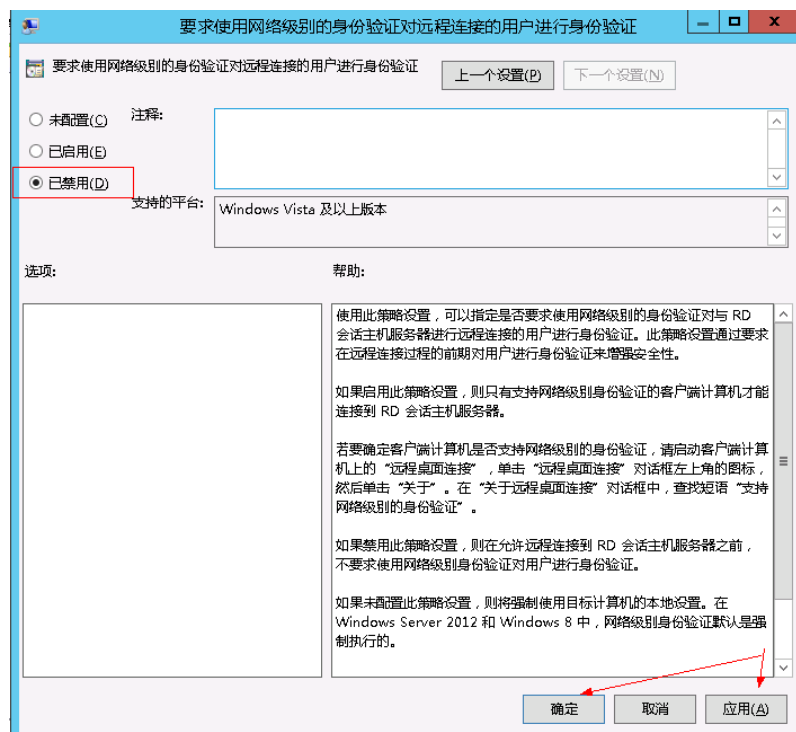 要求使用网络级别的身份验证对远程连接的用户进行身份验证
要求使用网络级别的身份验证对远程连接的用户进行身份验证
上一个设置(P)
下一个设置(N)
未配置(C)
注释:
已启用(E)
已禁用(D)
支持的平台:
Windows Vista 及以上版本
选项:
帮助:
使用此策略设置，可以指定是否要求使用网络级别的身份验证对与 RD
会话主机服务器进行远程连接的用户进行身份验证。此策略设置通过要求
在远程连接过程的前期对用户进行身份验证来增强安全性。
如果启用此策略设置，则只有支持网络级别身份验证的客户端计算机才能
连接到 RD 会话主机服务器。
若要确定客户端计算机是否支持网络级别的身份验证，请启动客户端计算
机上的“远程桌面连接”，单击“远程桌面连接”对话框左上角的图标，
然后单击“关于”。在“关于远程桌面连接”对话框中，查找短语“支持
网络级别的身份验证”。
如果禁用此策略设置，则在允许远程连接到 RD 会话主机服务器之前，
不要求使用网络级别身份验证对用户进行身份验证。
如果未配置此策略设置，则将强制使用目标计算机的本地设置。在
Windows Server 2012 和 Windows 8 中，网络级别身份验证默认是强
制执行的。
确定
取消
应用(A)